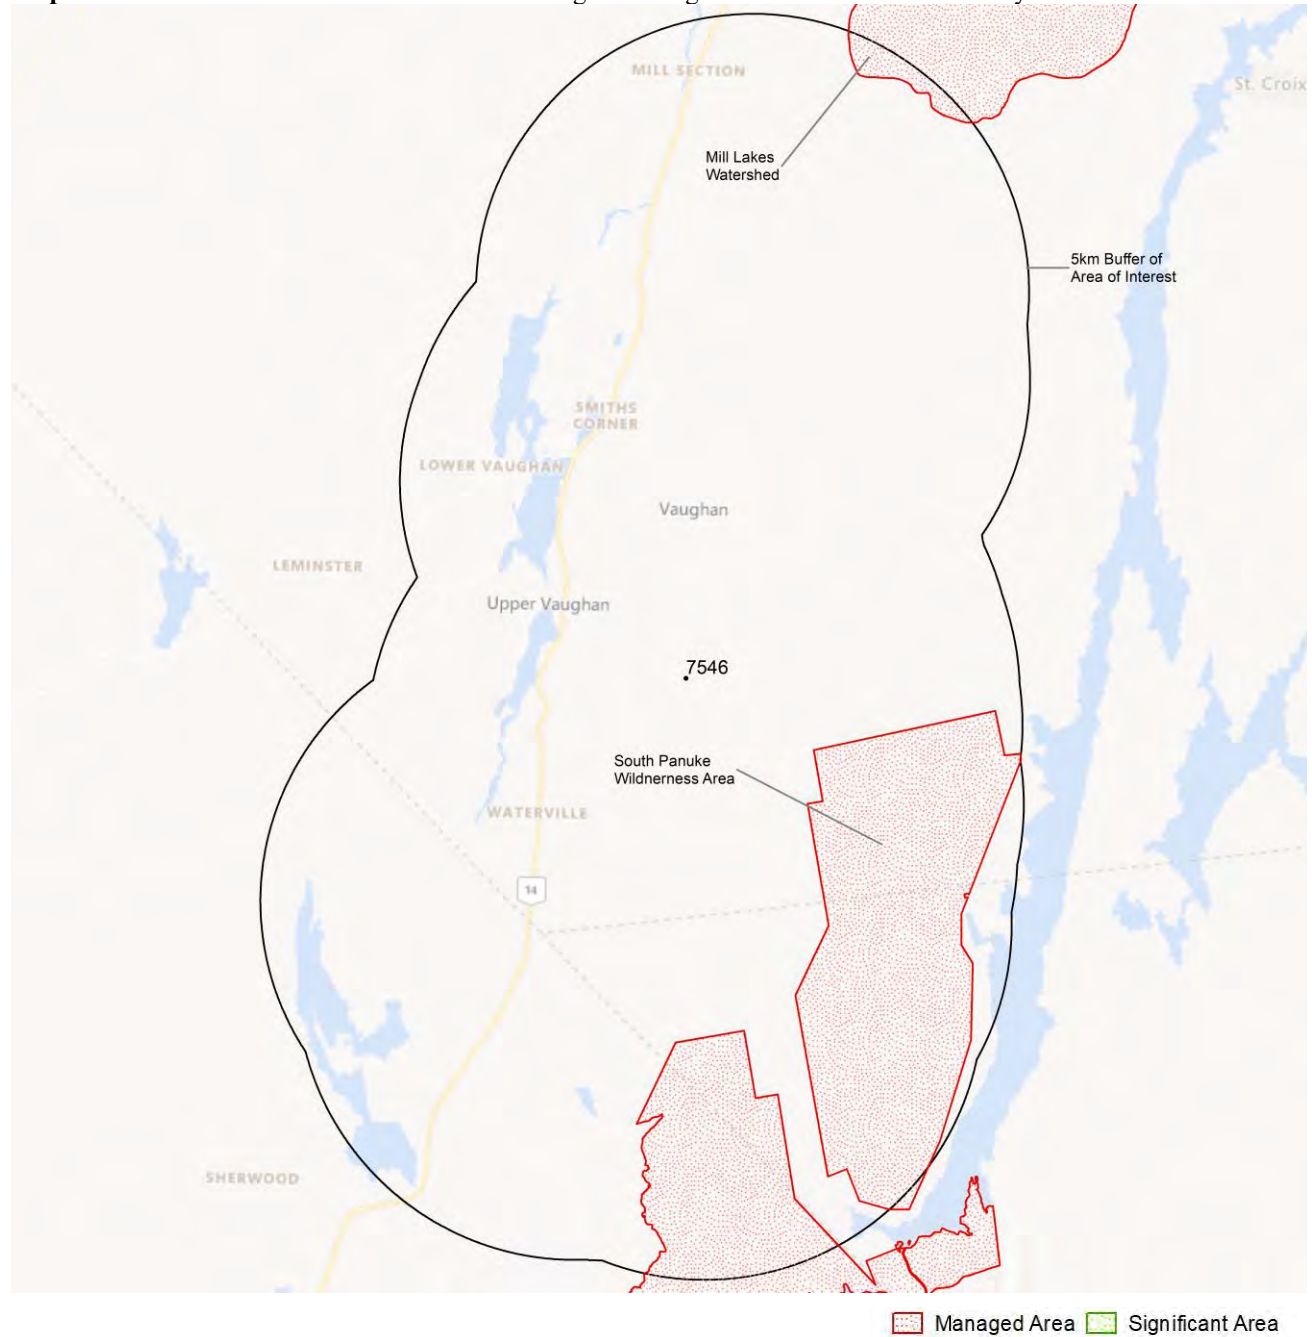 MILL SECTION
St. Croix
Mill Lakes
Watershed
5km Buffer of
Area of Interest
SMITHS
CORNER
LOWER VAUGHAN
Vaughan
LEMINSTER
Upper Vaughan
7546
South Panuke
Wildnerness Area
WATERVILLE
14
SHERWOOD
Managed Area
Significant Area